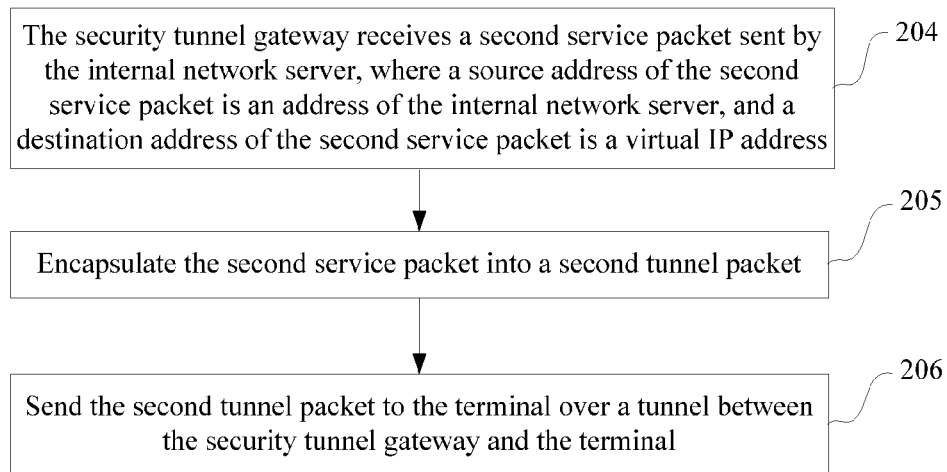 The security tunnel gateway receives a second service packet sent by
the internal network server, where a source address of the second
service packet is an address of the internal network server, and a
destination address of the second service packet is a virtual IP address
204
Encapsulate the second service packet into a second tunnel packet
205
Send the second tunnel packet to the terminal over a tunnel between
the security tunnel gateway and the terminal
206